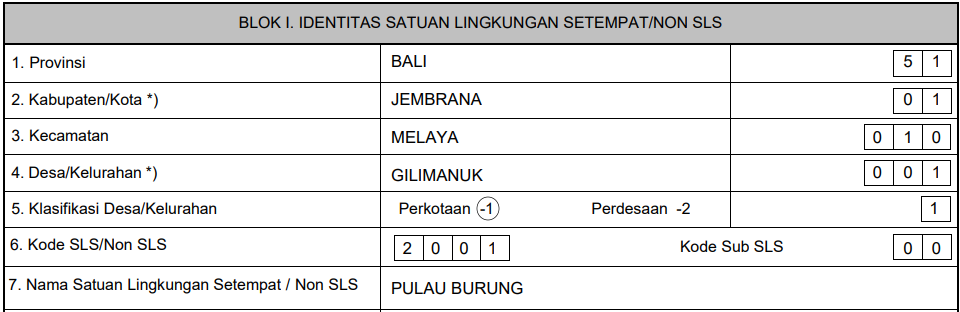 BLOK I. IDENTITAS SATUAN LINGKUNGAN SETEMPAT/NON SLS
1. Provinsi BALI 5 1
2. Kabupaten/Kota *) JEMBRANA 0 1
3. Kecamatan MELAYA 0 1 0
4. Desa/Kelurahan *) GILIMANUK 0 0 1
5. Klasifikasi Desa/Kelurahan Perkotaan -1 Perdesaan -2 1
6. Kode SLS/Non SLS 2 0 0 1 Kode Sub SLS 0 0
7. Nama Satuan Lingkungan Setempat / Non SLS PULAU BURUNG